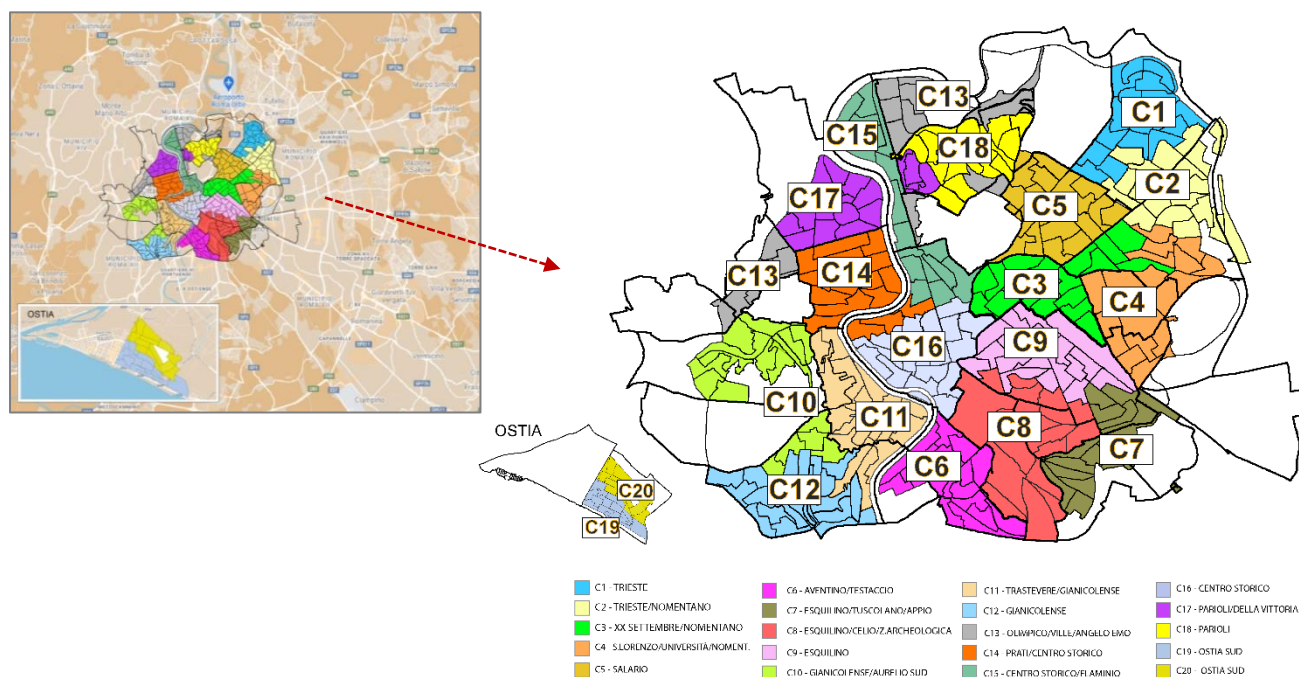 Aeroporto
Roma Urbe
Ciampino
OSTIA
OSTIA
C1
C2
C3
C4
C5
C6
C7
C8
C9
C10
C11
C12
C13
C13
C14
C15
C16
C17
C18
C19
C20
C1 - TRIESTE
C2 - TRIESTE/NOMENTANO
C3 - XX SETTEMBRE/NOMENTANO
C4 S.LORENZO/UNIVERSITÀ/NOMENT.
C5 - SALARIO
C6 - AVENTINO/TESTACCIO
C7 - ESQUILINO/TUSCOLANO/APPIO
C8 - ESQUILINO/CELIO/Z.ARCHEOLOGICA
C9 - ESQUILINO
C10 - GIANICOLENSE/AURELIO SUD
C11 - TRASTEVERE/GIANICOLENSE
C12 - GIANICOLENSE
C13 - OLIMPICO/VILLE/ANGELO EMO
C14 PRATI/CENTRO STORICO
C15 - CENTRO STORICO/FLAMINIO
C16 - CENTRO STORICO
C17 - PARIOLI/DELLA VITTORIA
C18 - PARIOLI
C19 - OSTIA SUD
C20 - OSTIA SUD